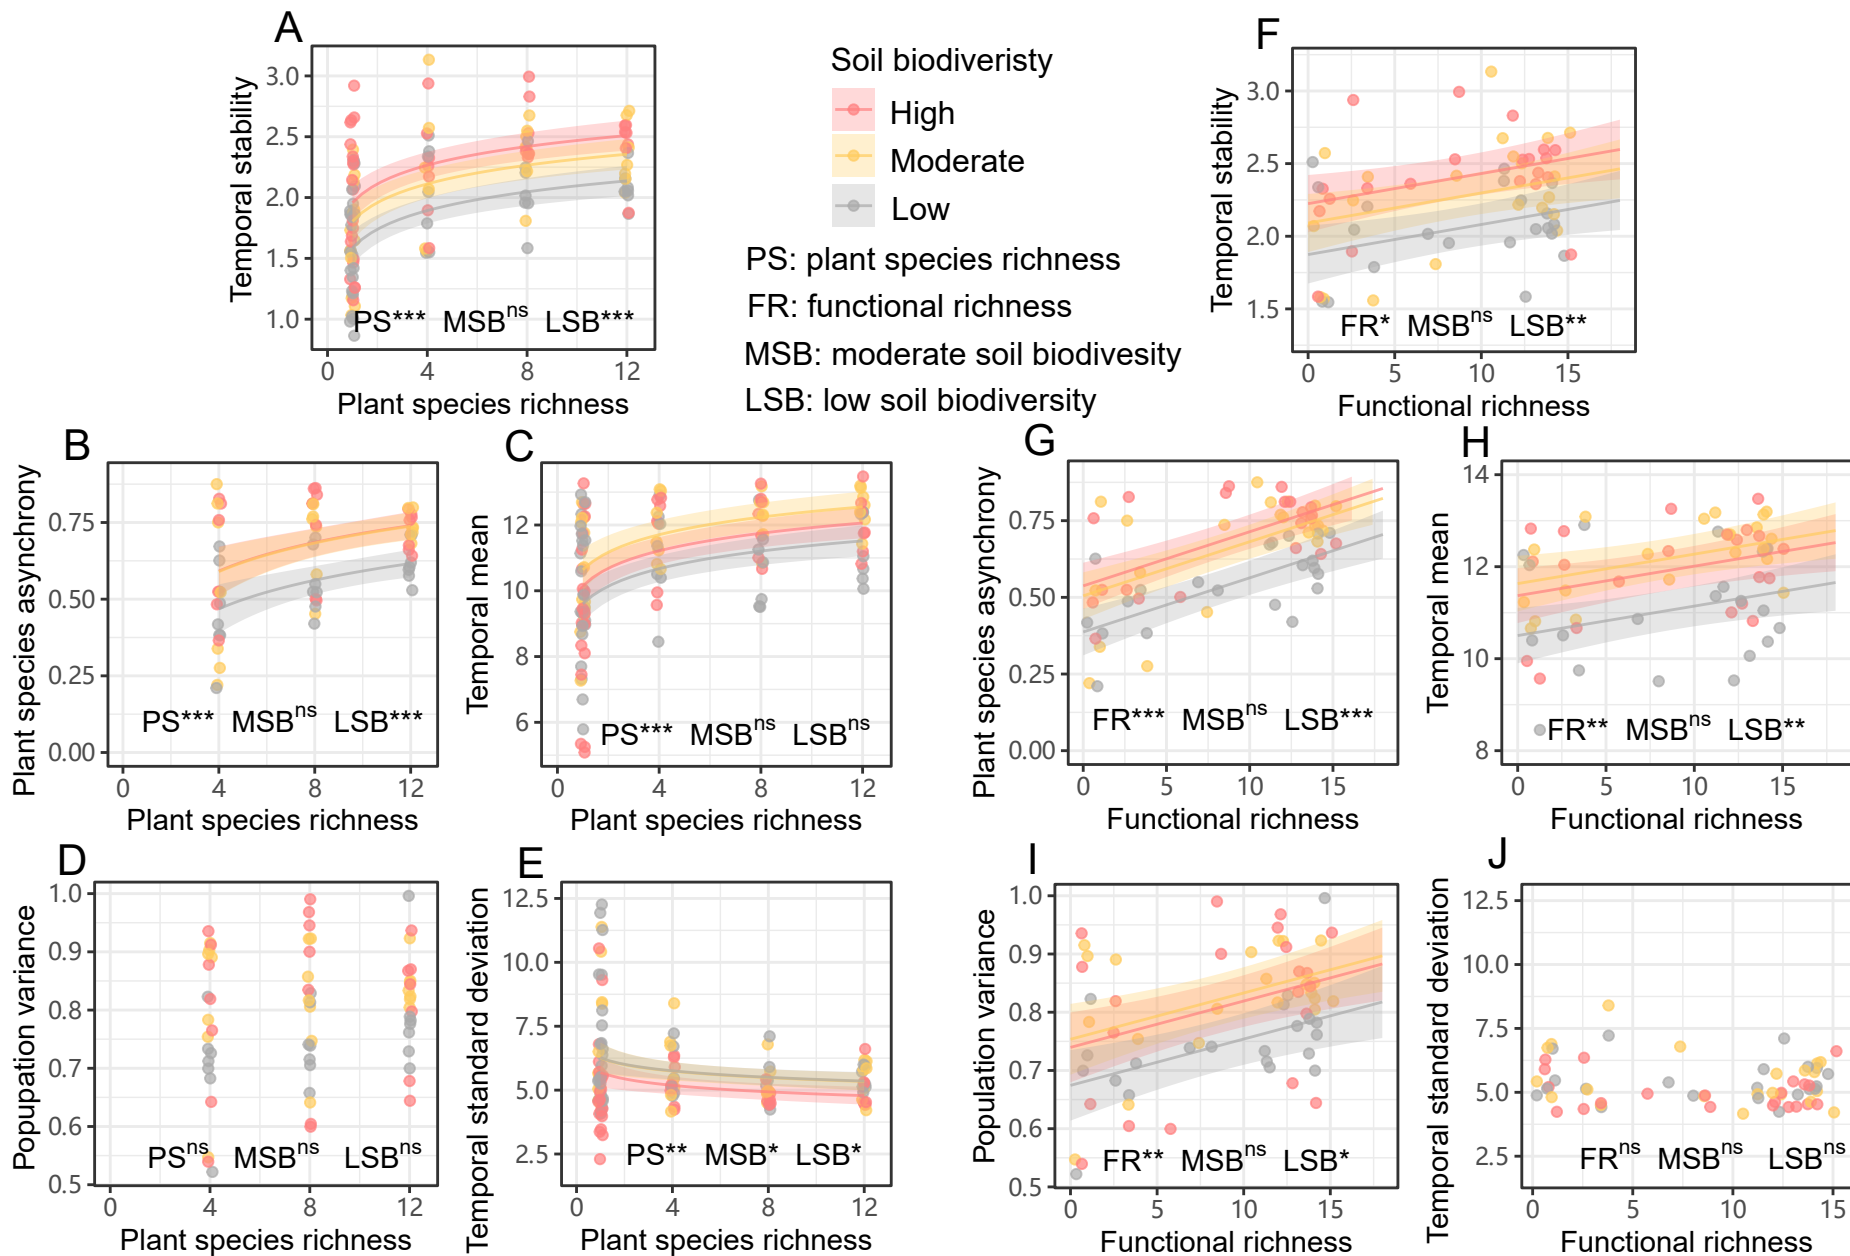 A
Temporal stability
3.0
2.5
2.0
1.5
1.0
PS*** MSBns LSB***
0 4 8 12
Plant species richness
Soil biodiveristy
High
Moderate
Low
PS: plant species richness
FR: functional richness
MSB: moderate soil biodivesity
LSB: low soil biodiversity
F
Temporal stability
3.0
2.5
2.0
1.5
FR* MSBns LSB**
0 5 10 15
Functional richness
B
Plant species asynchrony
0.75
0.50
0.25
0.00
PS*** MSBns LSB***
0 4 8 12
Plant species richness
C
Temporal mean
12
10
8
6
PS*** MSBns LSBns
0 4 8 12
Plant species richness
G
Plant species asynchrony
0.75
0.50
0.25
0.00
FR*** MSBns LSB***
0 5 10 15
Functional richness
H
Temporal mean
14
12
10
8
FR** MSBns LSB**
0 5 10 15
Functional richness
D
Popupation variance
1.0
0.9
0.8
0.7
0.6
0.5
PSns MSBns LSBns
0 4 8 12
Plant species richness
E
Temporal standard deviation
12.5
10.0
7.5
5.0
2.5
PS** MSB* LSB*
0 4 8 12
Plant species richness
I
Population variance
1.0
0.9
0.8
0.7
0.6
0.5
FR** MSBns LSB*
0 5 10 15
Functional richness
J
Temporal standard deviation
12.5
10.0
7.5
5.0
2.5
FRns MSBns LSBns
0 5 10 15
Functional richness